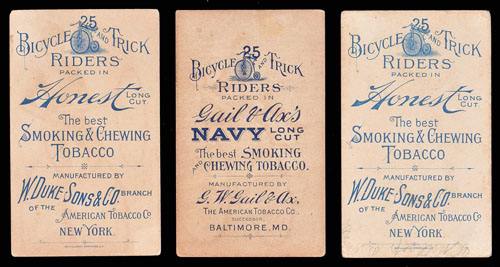 25
BICYCLE AND TRICK
RIDERS
PACKED IN
Honest LONG
CUT
The best
SMOKING & CHEWING
TOBACCO
MANUFACTURED BY
W. DUKE-SONS & CO. BRANCH
OF THE AMERICAN TOBACCO CO
NEW YORK.
25
BICYCLE AND TRICK
RIDERS
PACKED IN
Gail & Ax's
NAVY LONG
CUT
The best SMOKING
AND CHEWING TOBACCO.
MANUFACTURED BY
G. W. Gail & Ax,
THE AMERICAN TOBACCO CO.,
SUCCESSOR,
BALTIMORE, MD.
25
BICYCLE AND TRICK
RIDERS
PACKED IN
Honest LONG
CUT
The best
SMOKING & CHEWING
TOBACCO
MANUFACTURED BY
W. DUKE-SONS & CO. BRANCH
OF THE AMERICAN TOBACCO CO
NEW YORK.